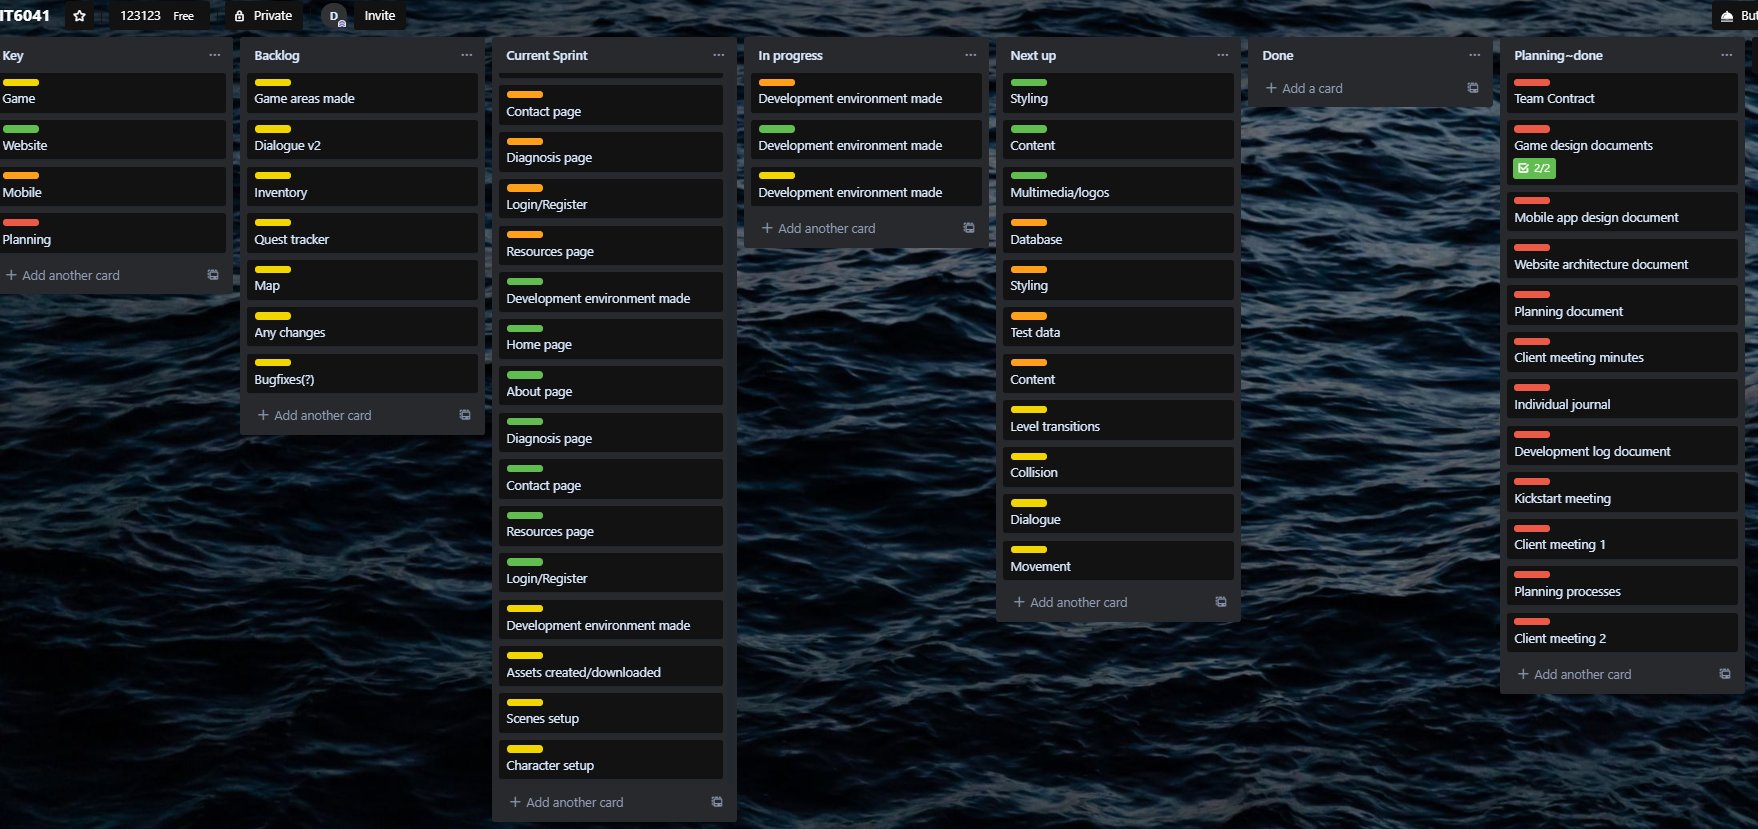 IT6041
123123 Free
Private
D
Invite
But
Key
Game
Website
Mobile
Planning
+ Add another card
Backlog
Game areas made
Dialogue v2
Inventory
Quest tracker
Map
Any changes
Bugfixes(?)
+ Add another card
Current Sprint
Contact page
Diagnosis page
Login/Register
Resources page
Development environment made
Home page
About page
Diagnosis page
Contact page
Resources page
Login/Register
Development environment made
Assets created/downloaded
Scenes setup
Character setup
+ Add another card
In progress
Development environment made
Development environment made
Development environment made
+ Add another card
Next up
Styling
Content
Multimedia/logos
Database
Styling
Test data
Content
Level transitions
Collision
Dialogue
Movement
+ Add another card
Done
+ Add a card
Planning~done
Team Contract
Game design documents
2/2
Mobile app design document
Website architecture document
Planning document
Client meeting minutes
Individual journal
Development log document
Kickstart meeting
Client meeting 1
Planning processes
Client meeting 2
+ Add another card